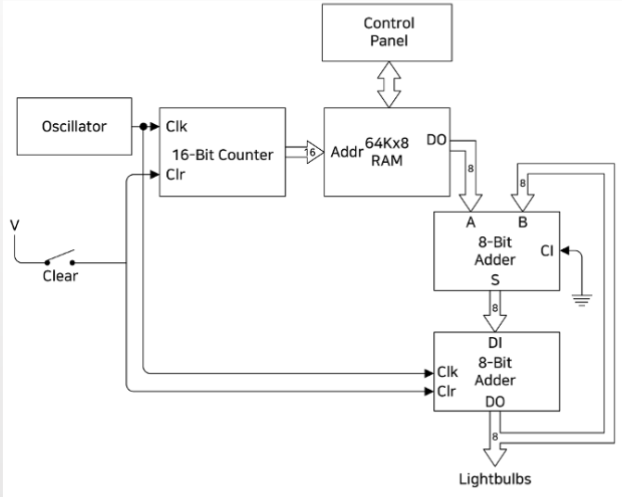 Control
Panel
Oscillator
Clk
16-Bit Counter
Clr
16
Addr
64Kx8
RAM
DO
8
8
V
Clear
A
B
8-Bit
Adder
CI
S
8
DI
8-Bit
Adder
Clk
Clr
DO
8
Lightbulbs